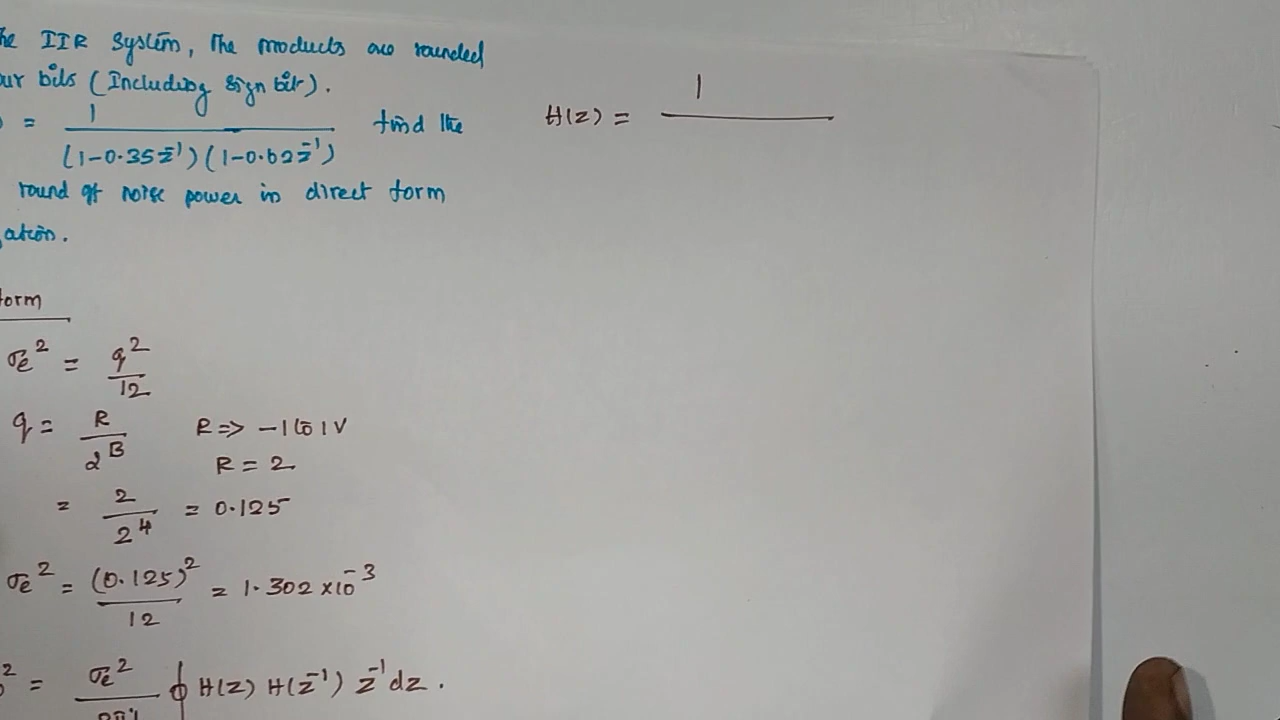 he IIR System, The products are rounded
ur bits (Including sign bit).
) = 1 / (1-0.35z̄¹)(1-0.62z̄¹) find the
round off noise power in direct form
ation.
form
σe² = q²/12
q = R/2^B R => -1 to 1V
R = 2
= 2/2⁴ = 0.125
σe² = (0.125)²/12 = 1.302 x10⁻³
² = σe²/2πj ∮ H(z) H(z̄¹) z̄¹ dz.
H(z) = 1